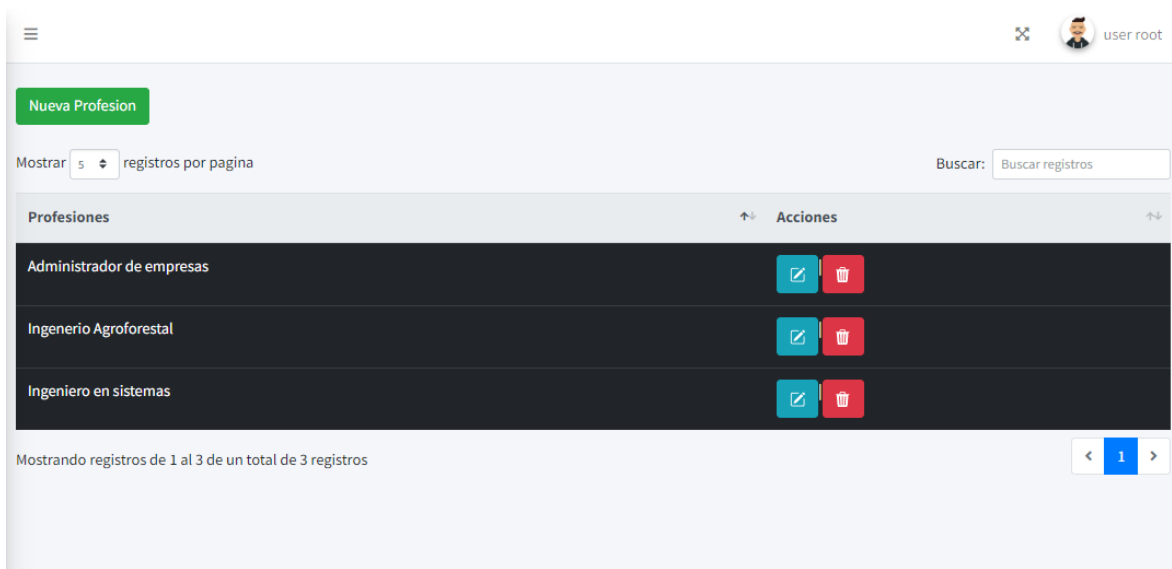 user root
Nueva Profesion
Mostrar 5 registros por pagina
Buscar: Buscar registros
Profesiones Acciones
Administrador de empresas
Ingenerio Agroforestal
Ingeniero en sistemas
Mostrando registros de 1 al 3 de un total de 3 registros
1